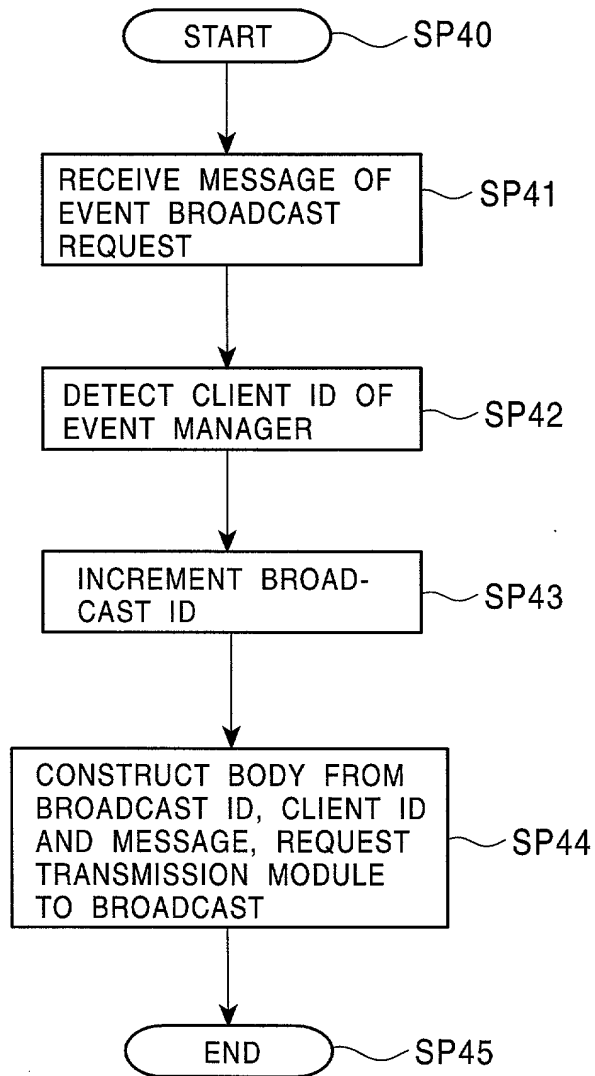 START
SP40
RECEIVE MESSAGE OF
EVENT BROADCAST
REQUEST
SP41
DETECT CLIENT ID OF
EVENT MANAGER
SP42
INCREMENT BROAD-
CAST ID
SP43
CONSTRUCT BODY FROM
BROADCAST ID, CLIENT ID
AND MESSAGE, REQUEST
TRANSMISSION MODULE
TO BROADCAST
SP44
END
SP45